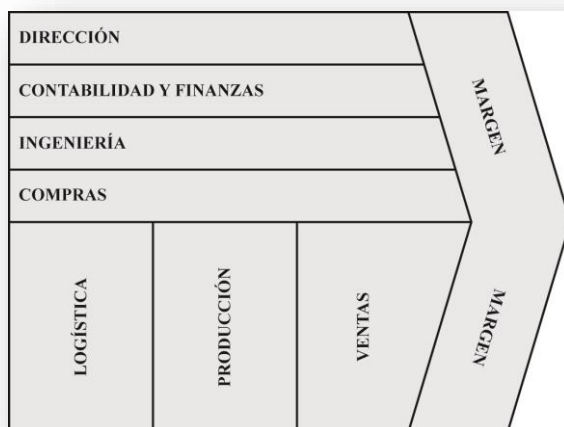 DIRECCIÓN
CONTABILIDAD Y FINANZAS
INGENIERÍA
COMPRAS
MARGEN
LOGÍSTICA
PRODUCCIÓN
VENTAS
MARGEN